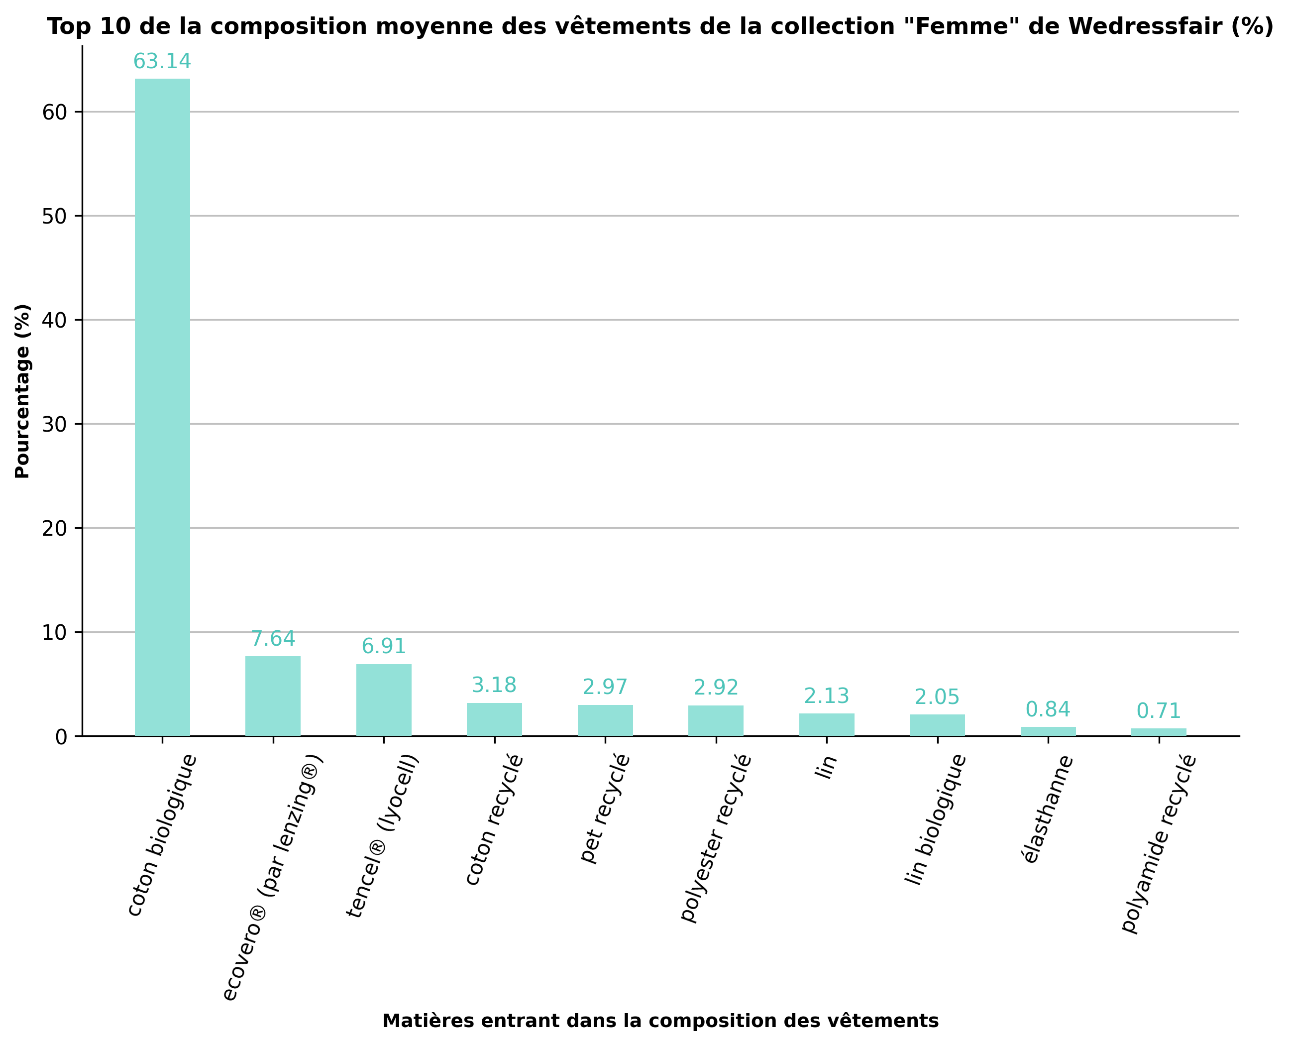 Top 10 de la composition moyenne des vêtements de la collection "Femme" de Wedressfair (%)
63.14
7.64
6.91
3.18
2.97
2.92
2.13
2.05
0.84
0.71
60
50
40
30
20
10
0
Pourcentage (%)
coton biologique
ecovero® (par lenzing®)
tencel® (lyocell)
coton recyclé
pet recyclé
polyester recyclé
lin
lin biologique
élasthanne
polyamide recyclé
Matières entrant dans la composition des vêtements